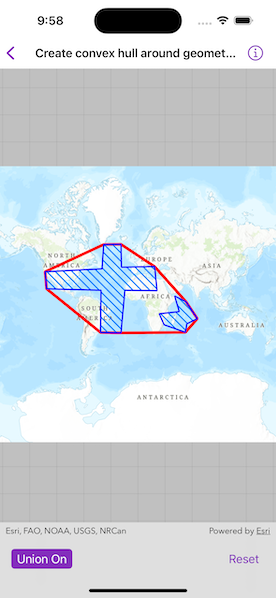 9:58
Create convex hull around geomet...
NORTH
AMERICA
EUROPE
ASIA
AFRICA
SOUTH
AMERICA
AUSTRALIA
ANTARCTICA
Esri, FAO, NOAA, USGS, NRCan
Powered by Esri
Union On
Reset